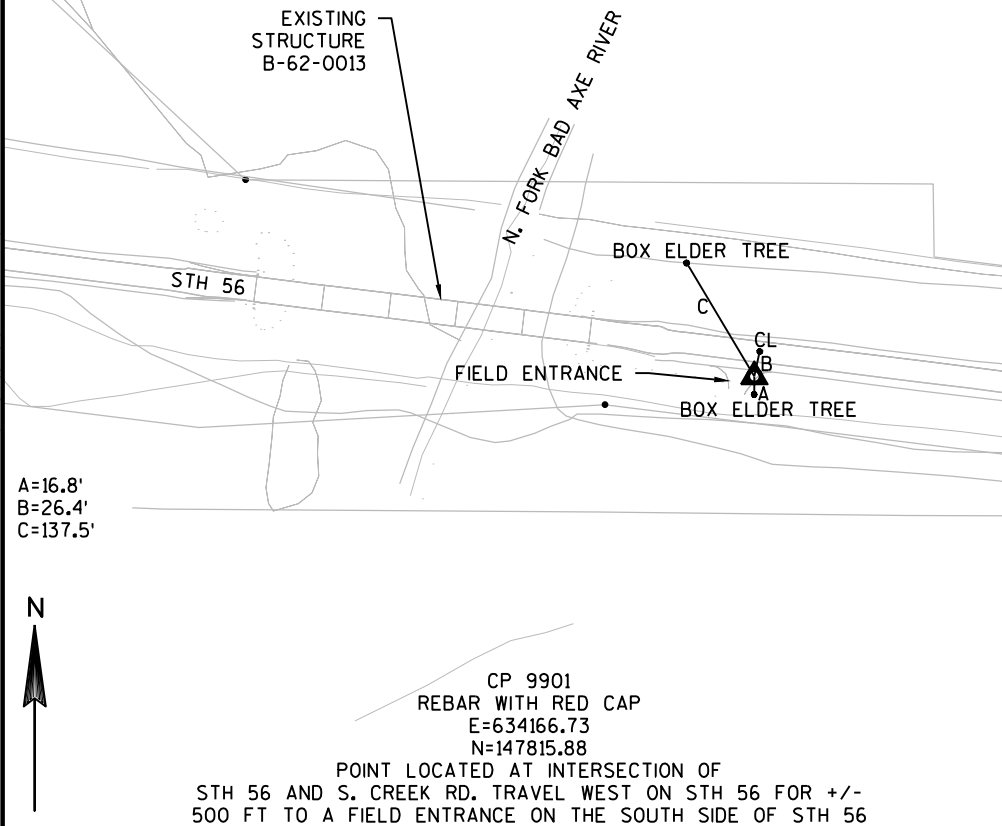 EXISTING
STRUCTURE
B-62-0013
N. FORK BAD AXE RIVER
BOX ELDER TREE
STH 56
C
CL
B
FIELD ENTRANCE
A
BOX ELDER TREE
A=16.8'
B=26.4'
C=137.5'
N
CP 9901
REBAR WITH RED CAP
E=634166.73
N=147815.88
POINT LOCATED AT INTERSECTION OF
STH 56 AND S. CREEK RD. TRAVEL WEST ON STH 56 FOR +/-
500 FT TO A FIELD ENTRANCE ON THE SOUTH SIDE OF STH 56